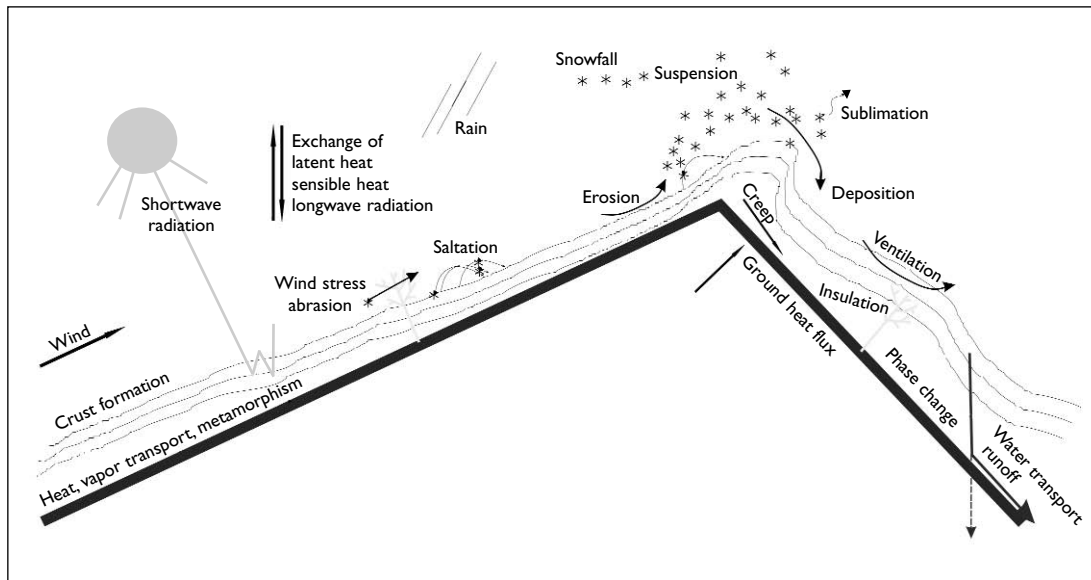 Snowfall
Suspension
Sublimation
Rain
Exchange of
latent heat
sensible heat
longwave radiation
Shortwave
radiation
Erosion
Deposition
Creep
Saltation
Ventilation
Wind stress
abrasion
Insulation
Ground heat flux
Wind
Phase change
Crust formation
Heat, vapor transport, metamorphism
Water transport
runoff